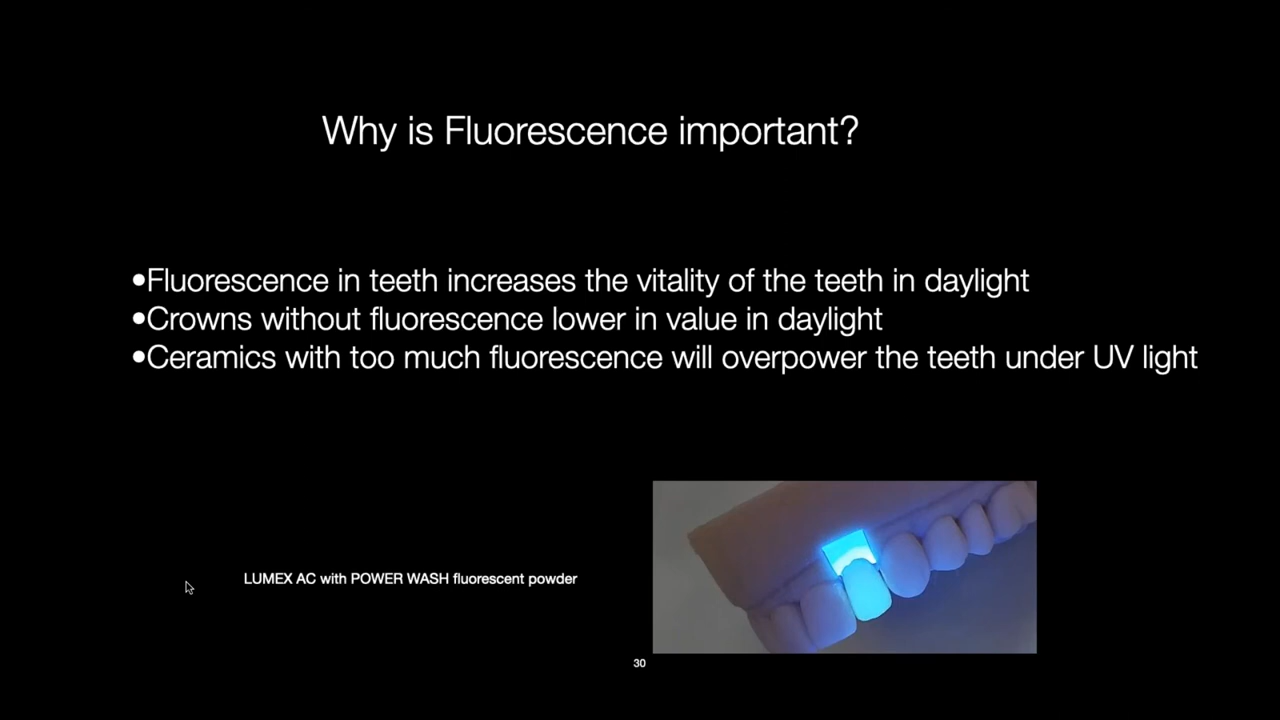 Why is Fluorescence important?
•Fluorescence in teeth increases the vitality of the teeth in daylight
•Crowns without fluorescence lower in value in daylight
•Ceramics with too much fluorescence will overpower the teeth under UV light
LUMEX AC with POWER WASH fluorescent powder
30